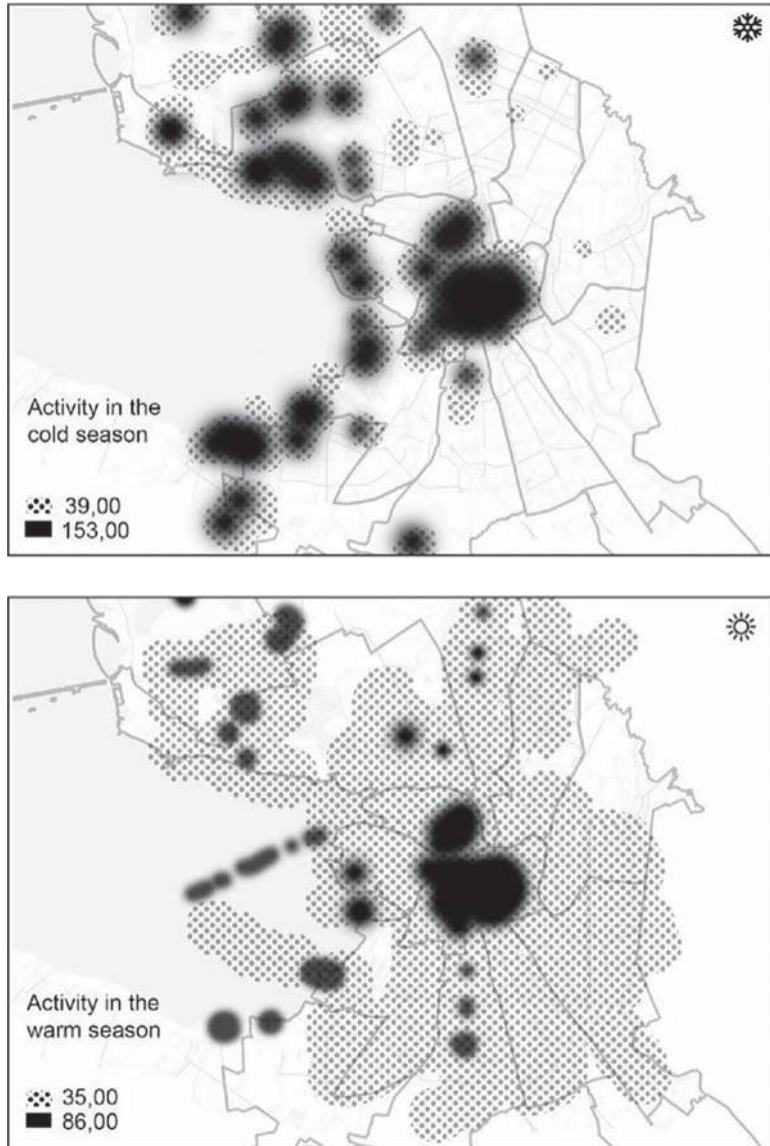 Activity in the
cold season
39,00
153,00
Activity in the
warm season
35,00
86,00